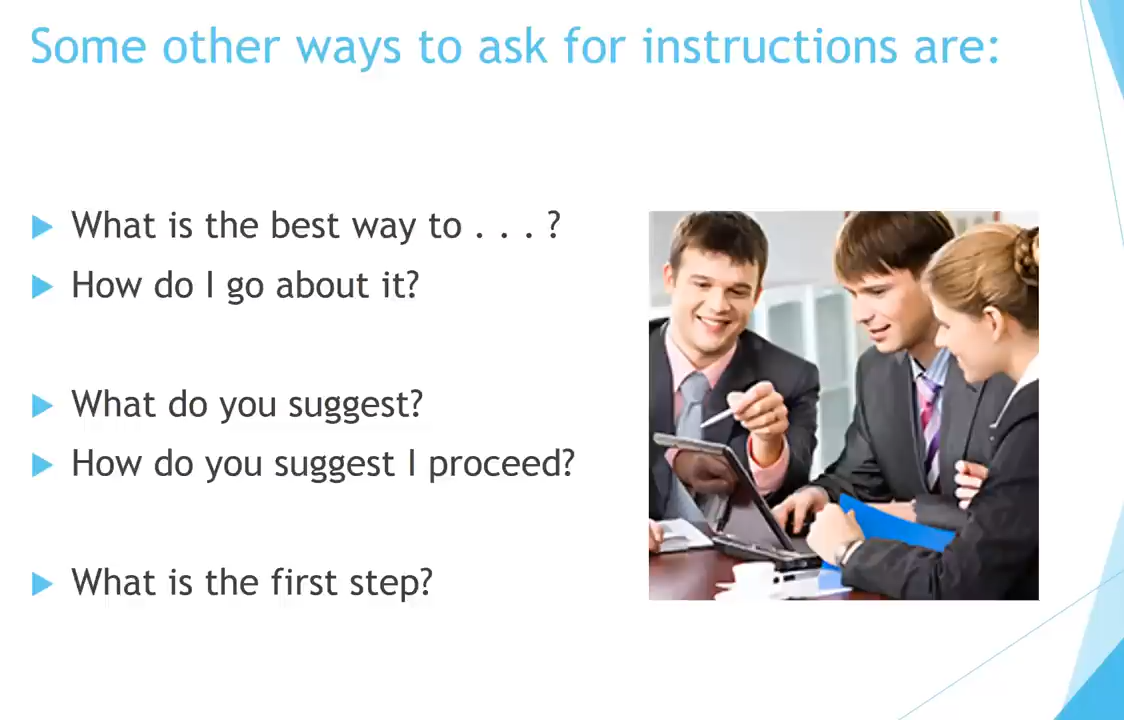 Some other ways to ask for instructions are:
What is the best way to . . . ?
How do I go about it?
What do you suggest?
How do you suggest I proceed?
What is the first step?